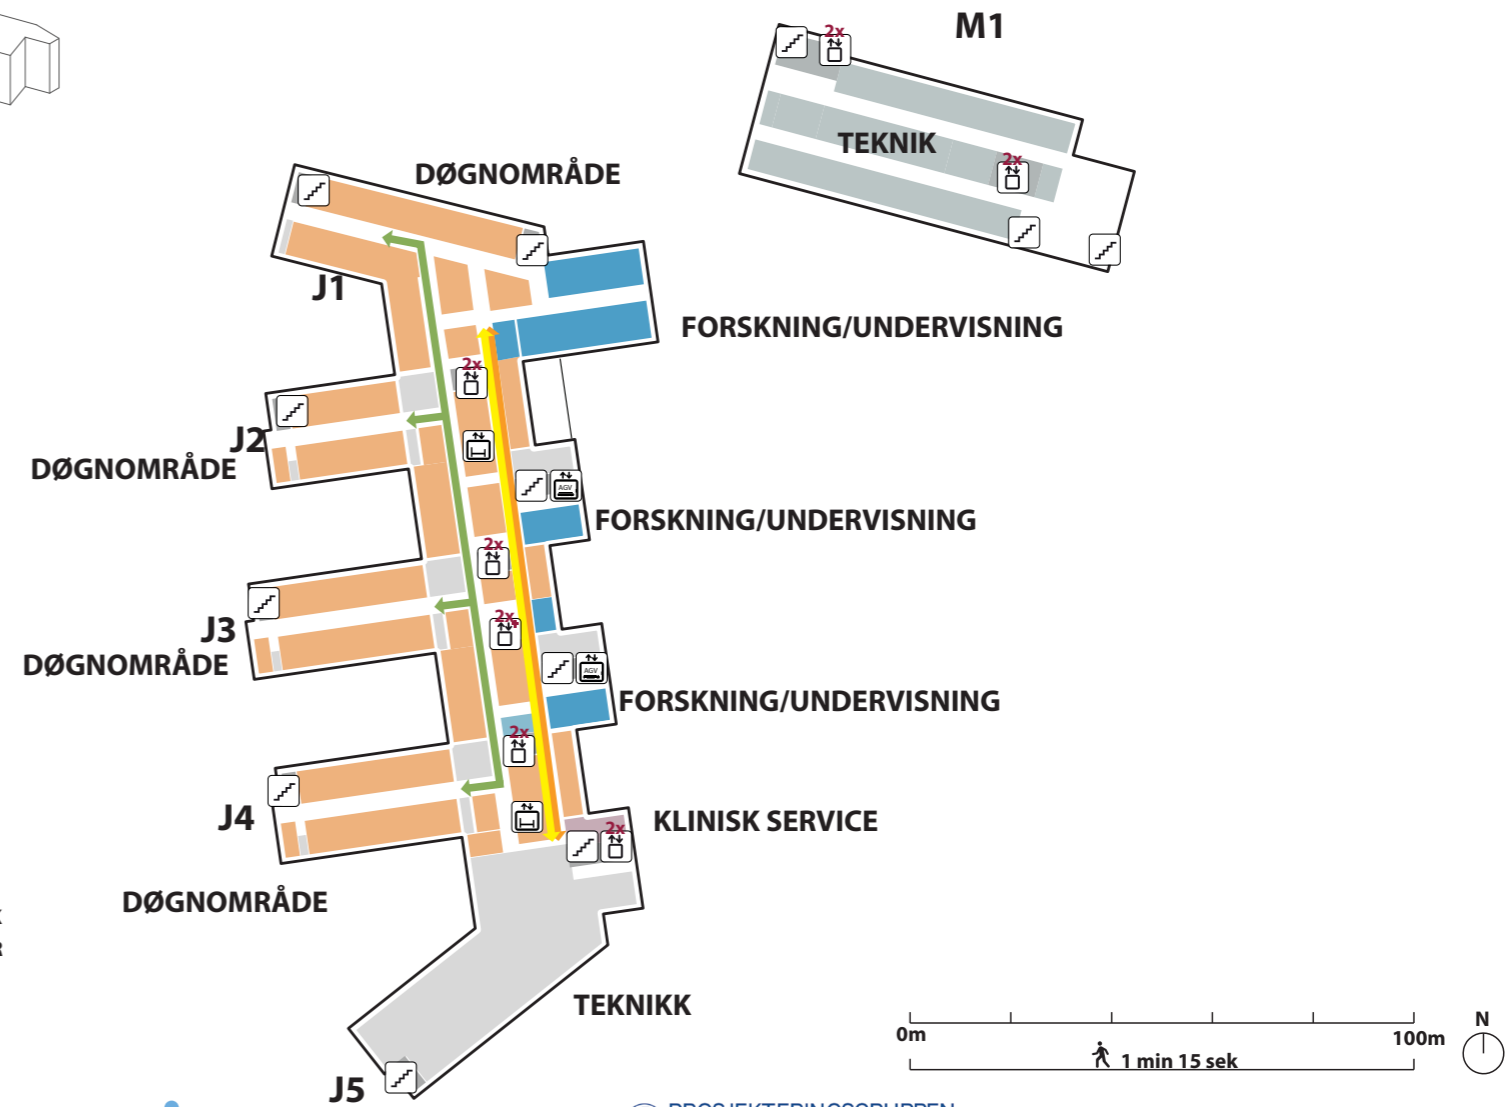 M1
2x
TEKNIK
2x
DØGNOMRÅDE
J1
FORSKNING/UNDERVISNING
2x
J2
DØGNOMRÅDE
AGV
FORSKNING/UNDERVISNING
2x
2x
J3
DØGNOMRÅDE
AGV
FORSKNING/UNDERVISNING
2x
J4
KLINISK SERVICE
2x
DØGNOMRÅDE
TEKNIKK
J5
0m
100m
1 min 15 sek
N
PROSJEKTERINGSGRUPPEN